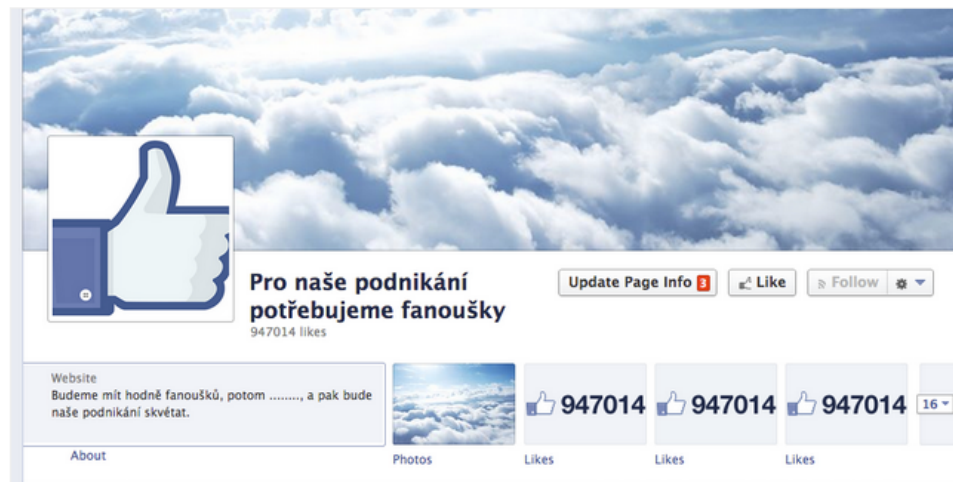 Pro naše podnikání
potřebujeme fanoušky
947014 likes
Update Page Info 3
Like
Follow
Website
Budeme mít hodně fanoušků, potom ........, a pak bude
naše podnikání skvétat.
About
Photos
947014
Likes
947014
Likes
947014
Likes
16